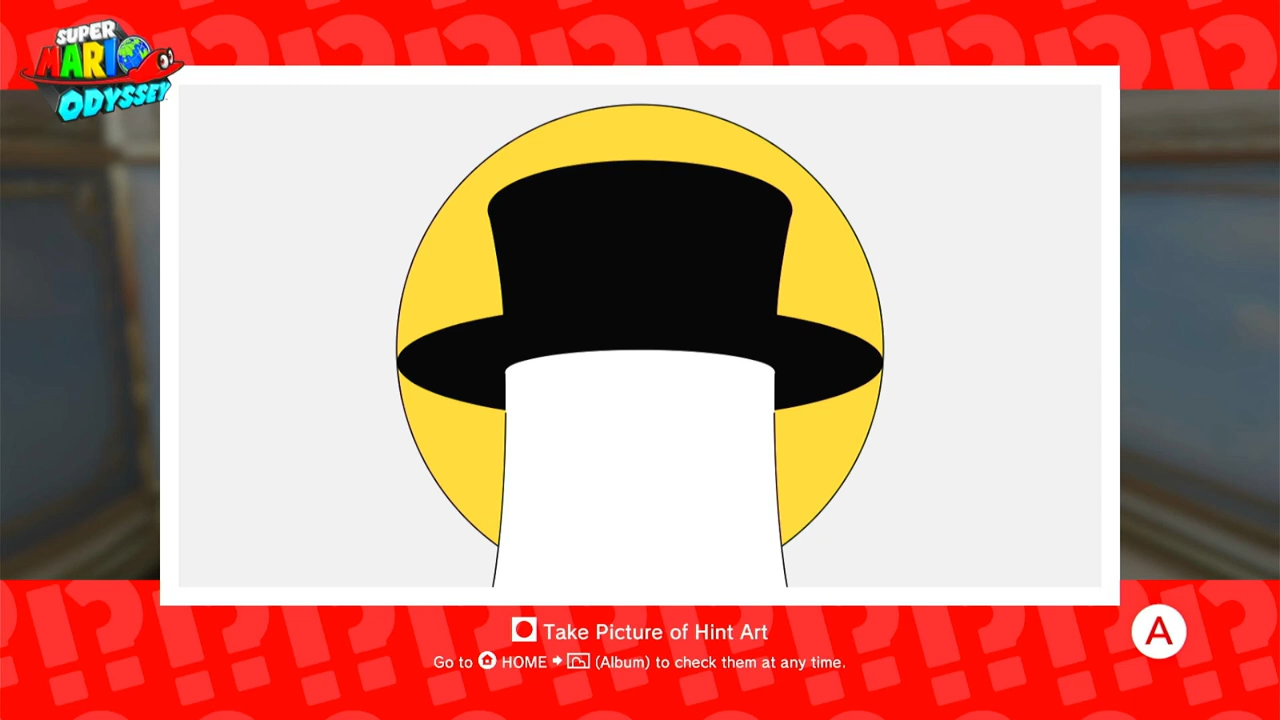 SUPER
MARIO
ODYSSEY
Take Picture of Hint Art
Go to HOME → (Album) to check them at any time.
A